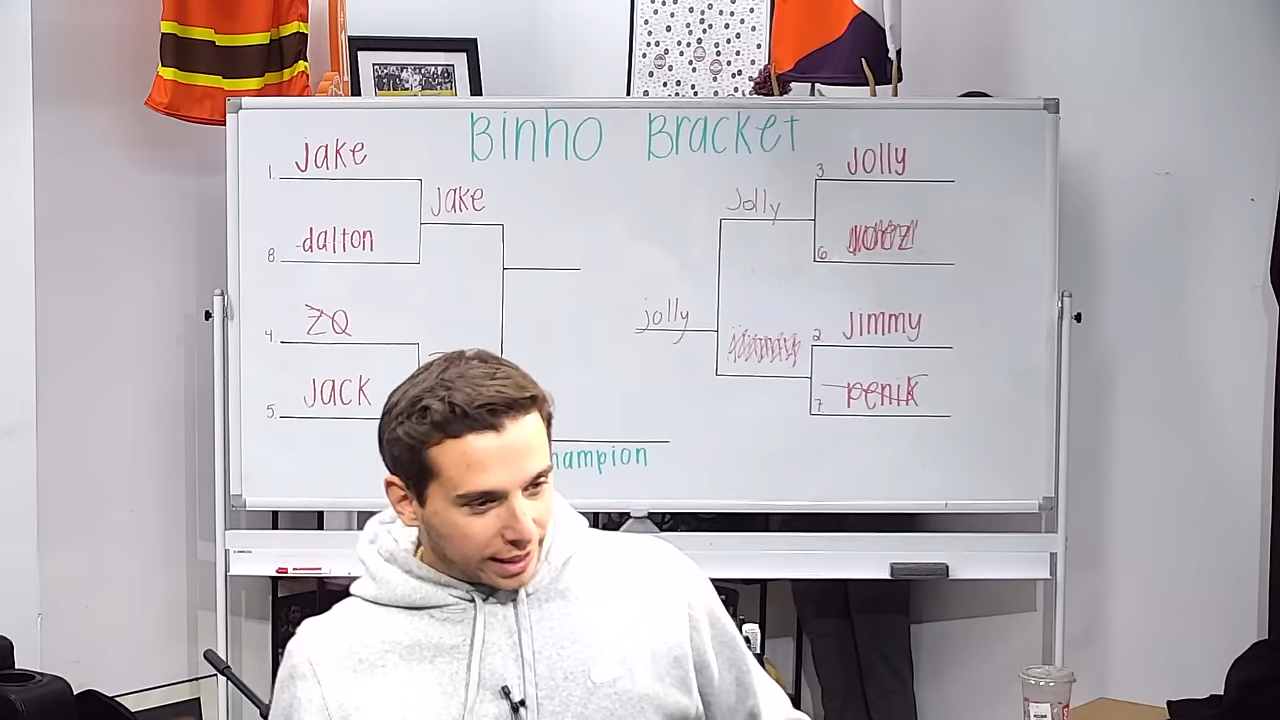 Binho Bracket
1. jake
jake
8. dalton
4. ZQ
5. JACK
3 Jolly
Jolly
6.
jolly
2 Jimmy
7. penik
hampion